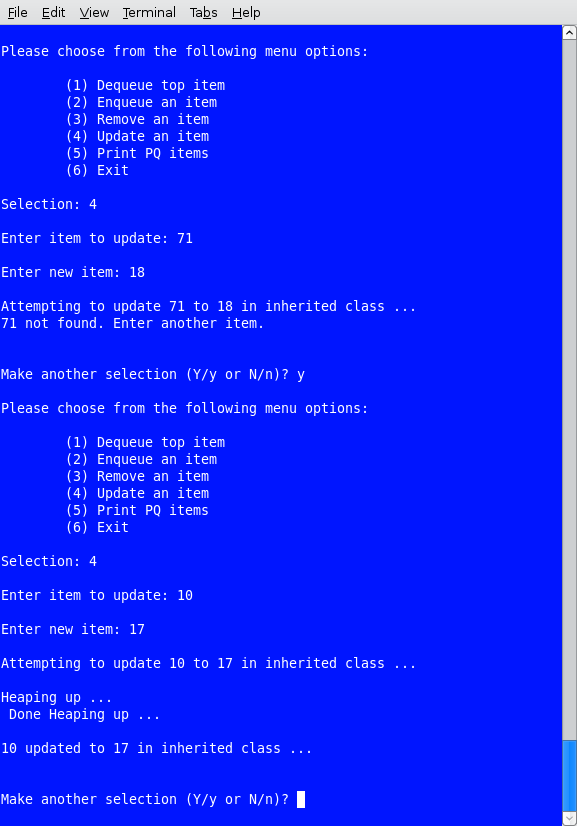 File Edit View Terminal Tabs Help
Please choose from the following menu options:
(1) Dequeue top item
(2) Enqueue an item
(3) Remove an item
(4) Update an item
(5) Print PQ items
(6) Exit
Selection: 4
Enter item to update: 71
Enter new item: 18
Attempting to update 71 to 18 in inherited class ...
71 not found. Enter another item.
Make another selection (Y/y or N/n)? y
Please choose from the following menu options:
(1) Dequeue top item
(2) Enqueue an item
(3) Remove an item
(4) Update an item
(5) Print PQ items
(6) Exit
Selection: 4
Enter item to update: 10
Enter new item: 17
Attempting to update 10 to 17 in inherited class ...
Heaping up ...
Done Heaping up ...
10 updated to 17 in inherited class ...
Make another selection (Y/y or N/n)?